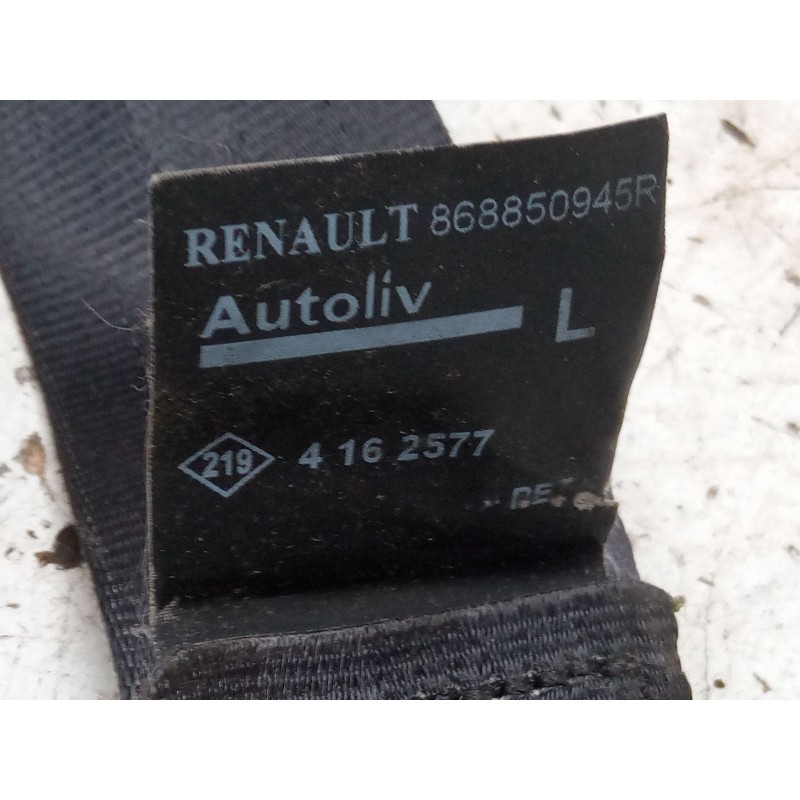 RENAULT 868850945R
Autoliv L
219 4 16 2577